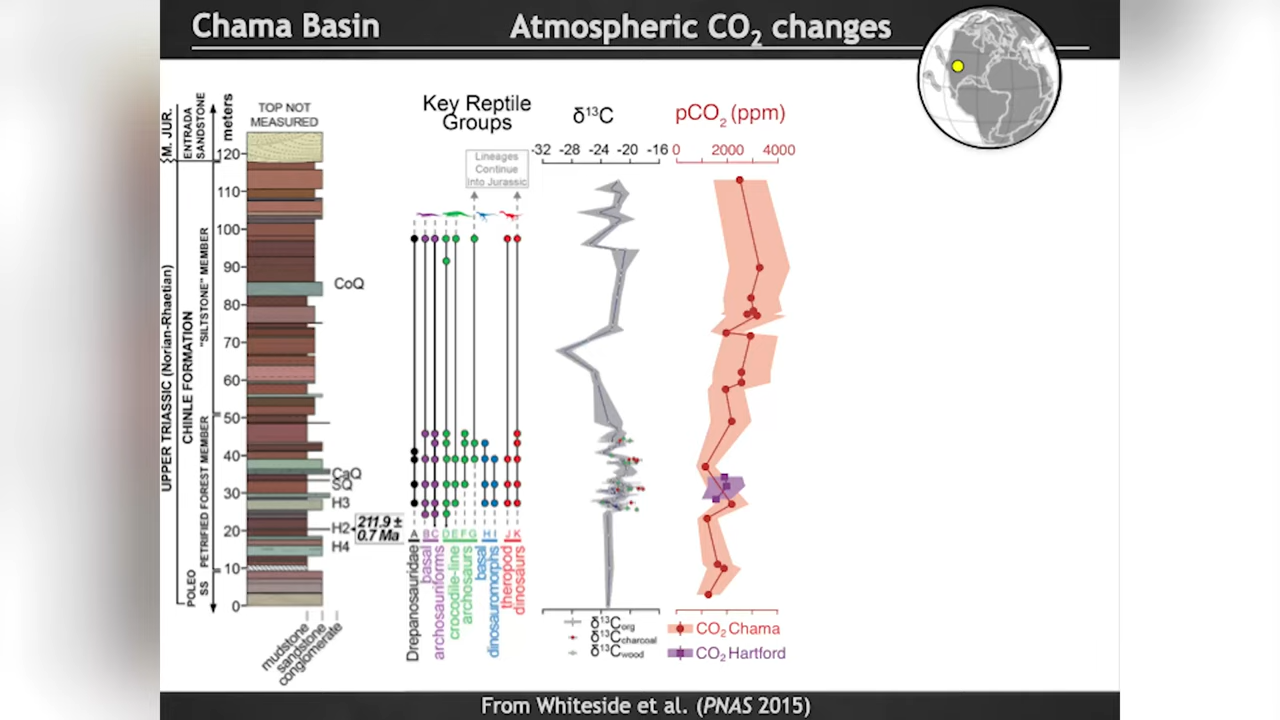 Chama Basin
Atmospheric CO₂ changes
M. JUR.
ENTRADA
SANDSTONE
meters
TOP NOT
MEASURED
UPPER TRIASSIC (Norian-Rhaetian)
CHINLE FORMATION
"SILTSTONE" MEMBER
PETRIFIED FOREST MEMBER
POLEO
SS
120
110
100
90
80
70
60
50
40
30
20
10
0
CoQ
CaQ
SQ
H3
H2
H4
211.9 ±
0.7 Ma
mudstone
sandstone
conglomerate
Key Reptile
Groups
Lineages
Continue
Into Jurassic
A B C D E F G H I J K
Drepanosauridae
basal
archosauriforms
crocodile-line
archosaurs
basal
dinosauromorphs
theropod
dinosaurs
δ¹³C
-32 -28 -24 -20 -16
δ¹³Corg
δ¹³Ccharcoal
δ¹³Cwood
pCO₂ (ppm)
0 2000 4000
CO₂ Chama
CO₂ Hartford
From Whiteside et al. (PNAS 2015)